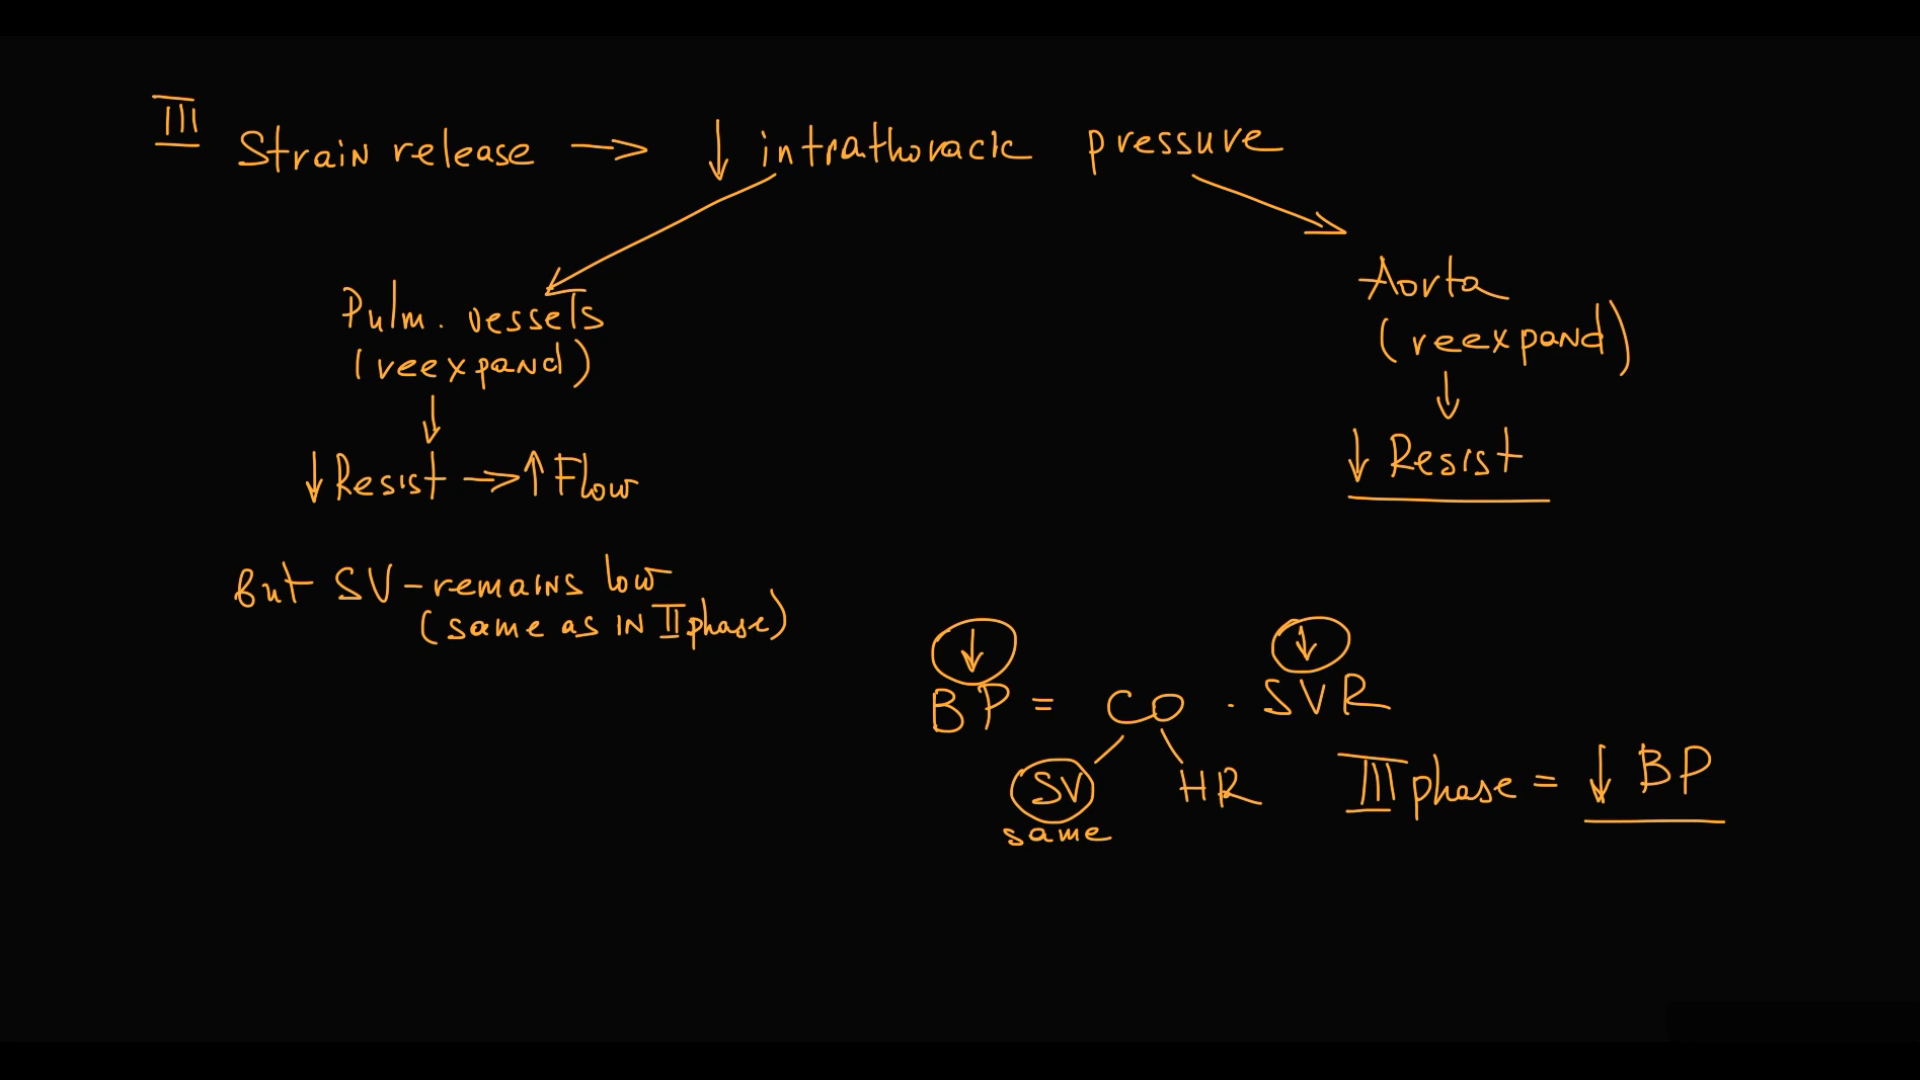 III Strain release → ↓ intrathoracic pressure
Pulm. vessels
(reexpand)
↓
↓ Resist → ↑ Flow
But SV - remains low
(same as in II phase)
Aorta
(reexpand)
↓
↓ Resist
↓ ↓
BP = CO · SVR
SV HR
same
III phase = ↓ BP